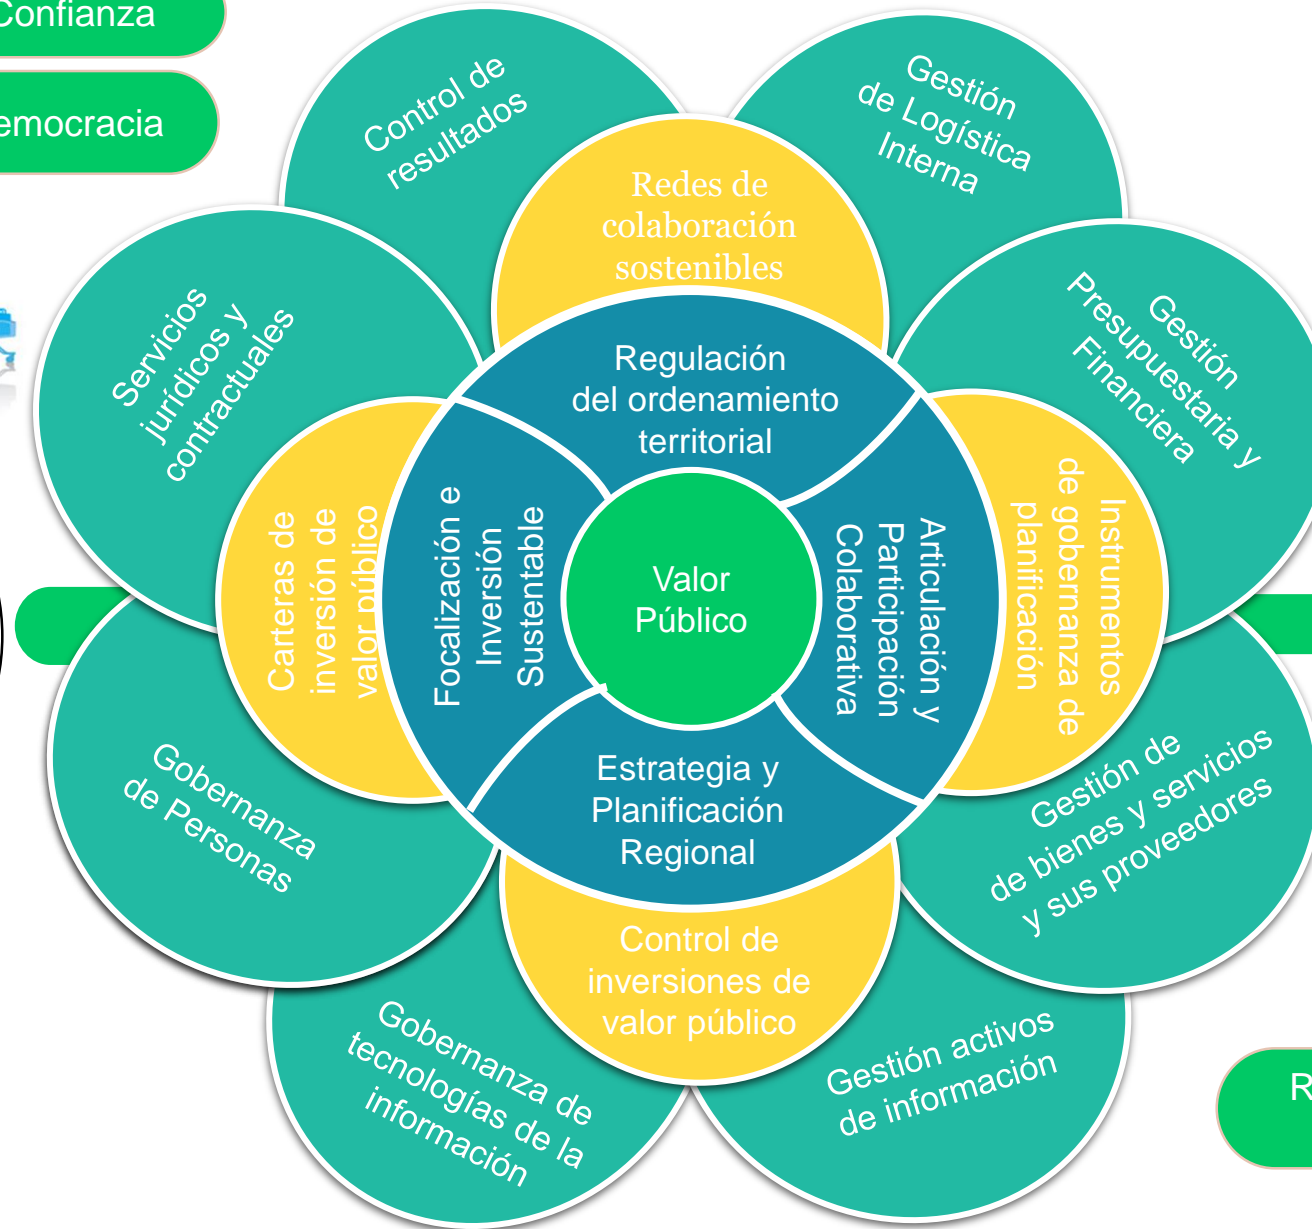 Confianza
emocracia
Control de
resultados
Gestión
de Logística
Interna
Redes de
colaboración
sostenibles
Servicios
jurídicos y
contractuales
Gestión
Presupuestaria y
Financiera
Regulación
del ordenamiento
territorial
Carteras de
inversión de
valor público
Focalización e
Inversión
Sustentable
Valor
Público
Articulación y
Participación
Colaborativa
Instrumentos
de gobernanza de
planificación
Estrategia y
Planificación
Regional
Gobernanza
de Personas
Gestión de
de bienes y servicios
y sus proveedores
Control de
inversiones de
valor público
Gobernanza de
tecnologías de la
información
Gestión activos
de información
R